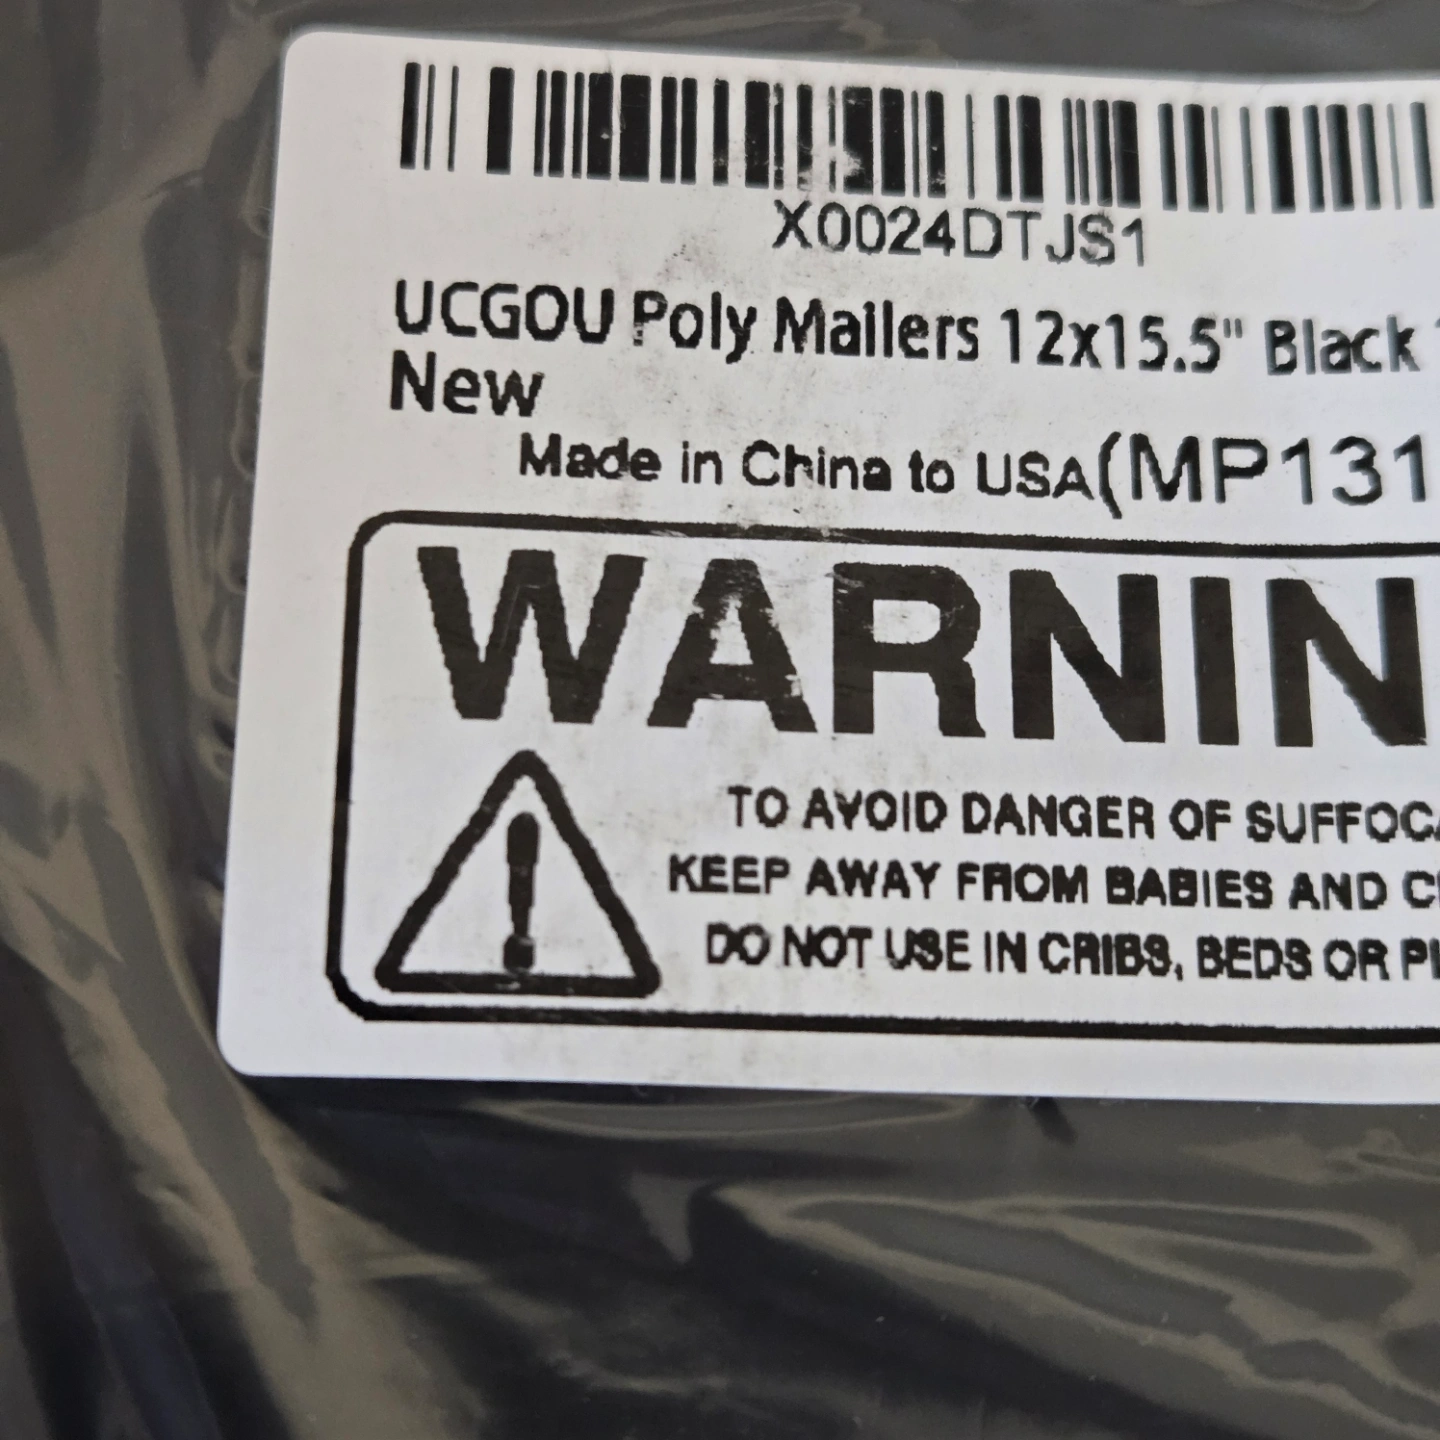 X0024DTJS1
UCGOU Poly Mailers 12x15.5" Black
New
Made in China to USA(MP131
WARNIN
TO AVOID DANGER OF SUFFOCA
KEEP AWAY FROM BABIES AND C
DO NOT USE IN CRIBS, BEDS OR PL